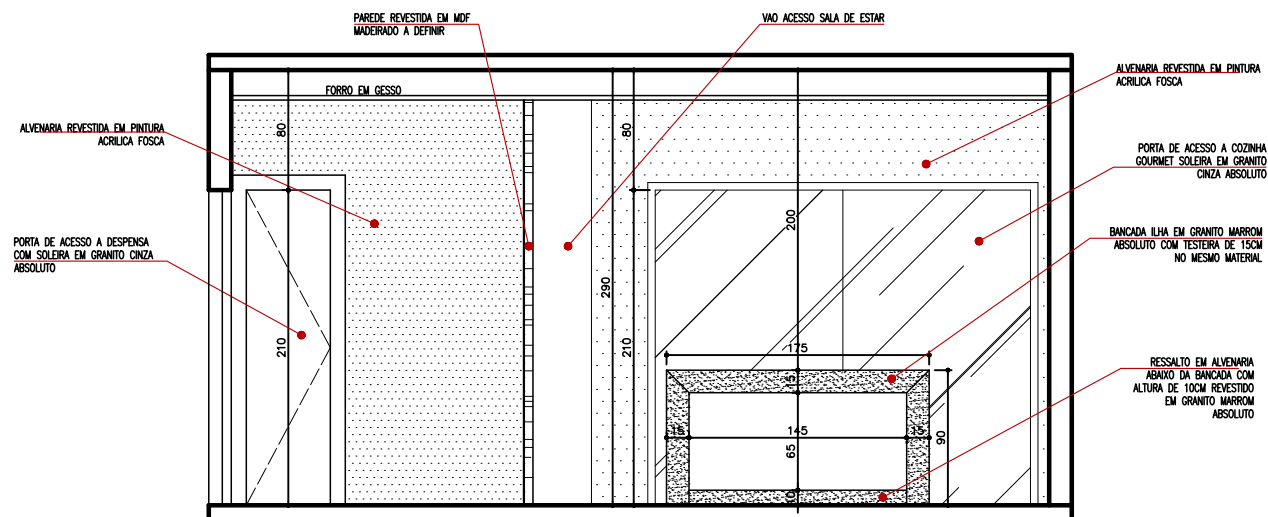 PAREDE REVESTIDA EM MDF
MADEIRADO A DEFINIR
VAO ACESSO SALA DE ESTAR
ALVENARIA REVESTIDA EM PINTURA
ACRILICA FOSCA
FORRO EM GESSO
ALVENARIA REVESTIDA EM PINTURA
ACRILICA FOSCA
80
80
PORTA DE ACESSO A COZINHA
GOURMET SOLEIRA EM GRANITO
CINZA ABSOLUTO
200
PORTA DE ACESSO A DESPENSA
COM SOLEIRA EM GRANITO CINZA
ABSOLUTO
BANCADA ILHA EM GRANITO MARROM
ABSOLUTO COM TESTEIRA DE 15CM
NO MESMO MATERIAL
290
210
210
175
15
RESSALTO EM ALVENARIA
ABAIXO DA BANCADA COM
ALTURA DE 10CM REVESTIDO
EM GRANITO MARROM
ABSOLUTO
15
145
15
65
90
10